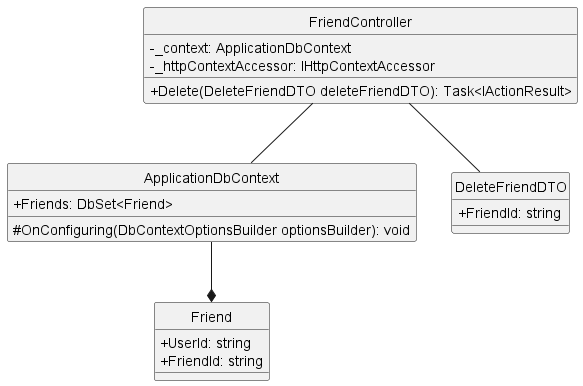 FriendController
-_context: ApplicationDbContext
-_httpContextAccessor: IHttpContextAccessor
+Delete(DeleteFriendDTO deleteFriendDTO): Task<IActionResult>
ApplicationDbContext
+Friends: DbSet<Friend>
#OnConfiguring(DbContextOptionsBuilder optionsBuilder): void
DeleteFriendDTO
+FriendId: string
Friend
+UserId: string
+FriendId: string